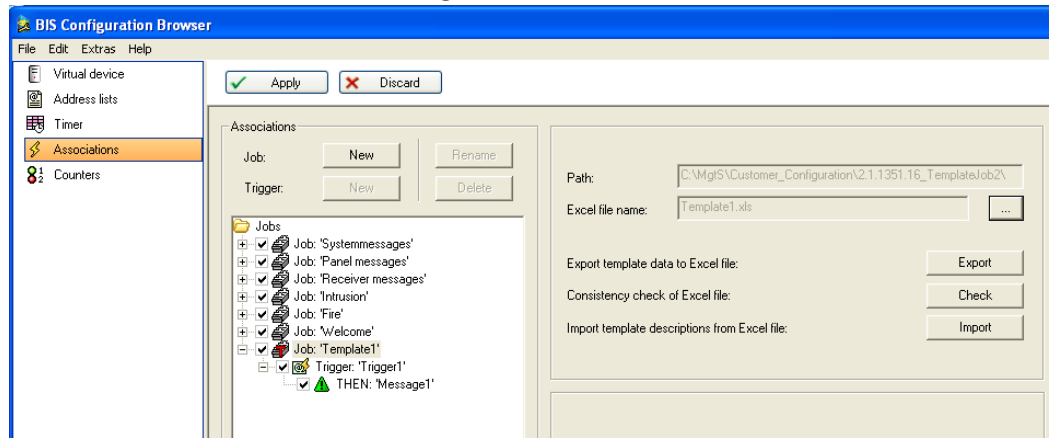 BIS Configuration Browser
File Edit Extras Help
Virtual device
Address lists
Timer
Associations
Counters
Apply Discard
Associations
Job: New Rename
Trigger: New Delete
Jobs
Job: 'Systemmessages'
Job: 'Panel messages'
Job: 'Receiver messages'
Job: 'Intrusion'
Job: 'Fire'
Job: 'Welcome'
Job: 'Template1'
Trigger: 'Trigger1'
THEN: 'Message1'
Path: C:\MgtS\Customer_Configuration\2.1.1351.16_TemplateJob2\
Excel file name: Template1.xls ...
Export template data to Excel file: Export
Consistency check of Excel file: Check
Import template descriptions from Excel file: Import